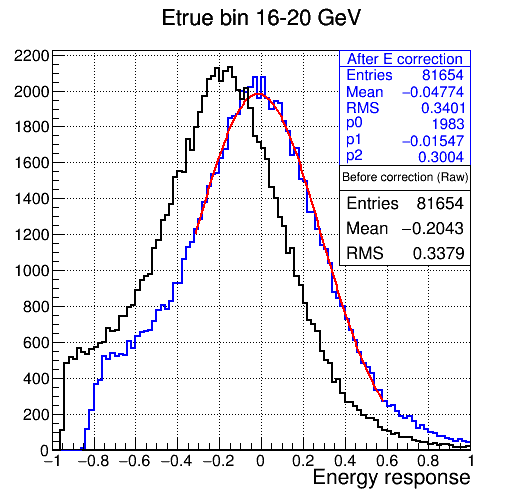 Etrue bin 16-20 GeV
After E correction
Entries 81654
Mean −0.04774
RMS 0.3401
p0 1983
p1 −0.01547
p2 0.3004
Before correction (Raw)
Entries 81654
Mean −0.2043
RMS 0.3379
2200
2000
1800
1600
1400
1200
1000
800
600
400
200
0
−1 −0.8 −0.6 −0.4 −0.2 0 0.2 0.4 0.6 0.8 1
Energy response